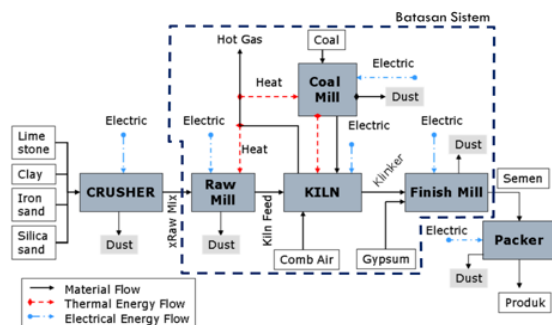 Batasan Sistem
Hot Gas
Coal
Electric
Heat
Coal
Mill
Dust
Electric
Electric
Electric
Electric
Heat
Dust
Lime
stone
Clay
Iron
sand
Silica
sand
CRUSHER
xRaw Mix
Raw
Mill
Kiln Feed
KILN
Klinker
Finish Mill
Semen
Dust
Dust
Comb Air
Gypsum
Electric
Packer
Dust
Produk
Material Flow
Thermal Energy Flow
Electrical Energy Flow